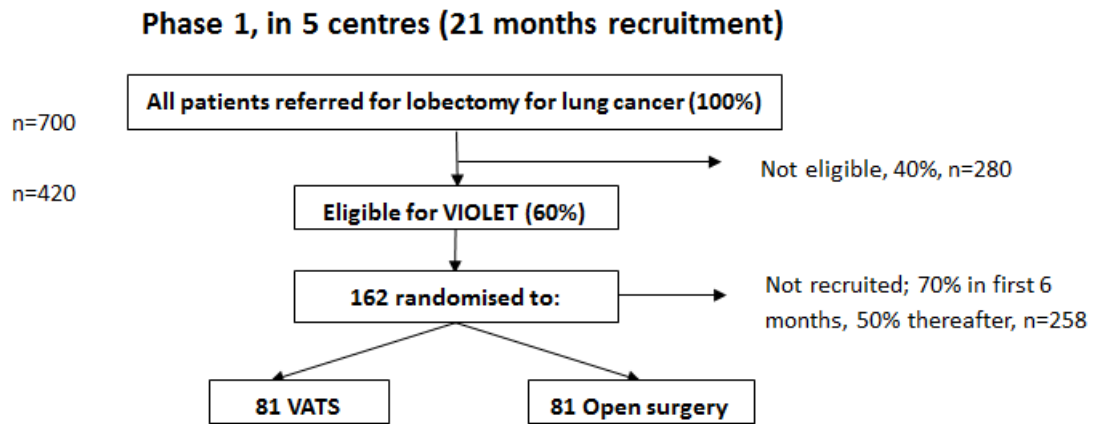 Phase 1, in 5 centres (21 months recruitment)
All patients referred for lobectomy for lung cancer (100%)
n=700
Not eligible, 40%, n=280
n=420
Eligible for VIOLET (60%)
162 randomised to:
Not recruited; 70% in first 6
months, 50% thereafter, n=258
81 VATS
81 Open surgery